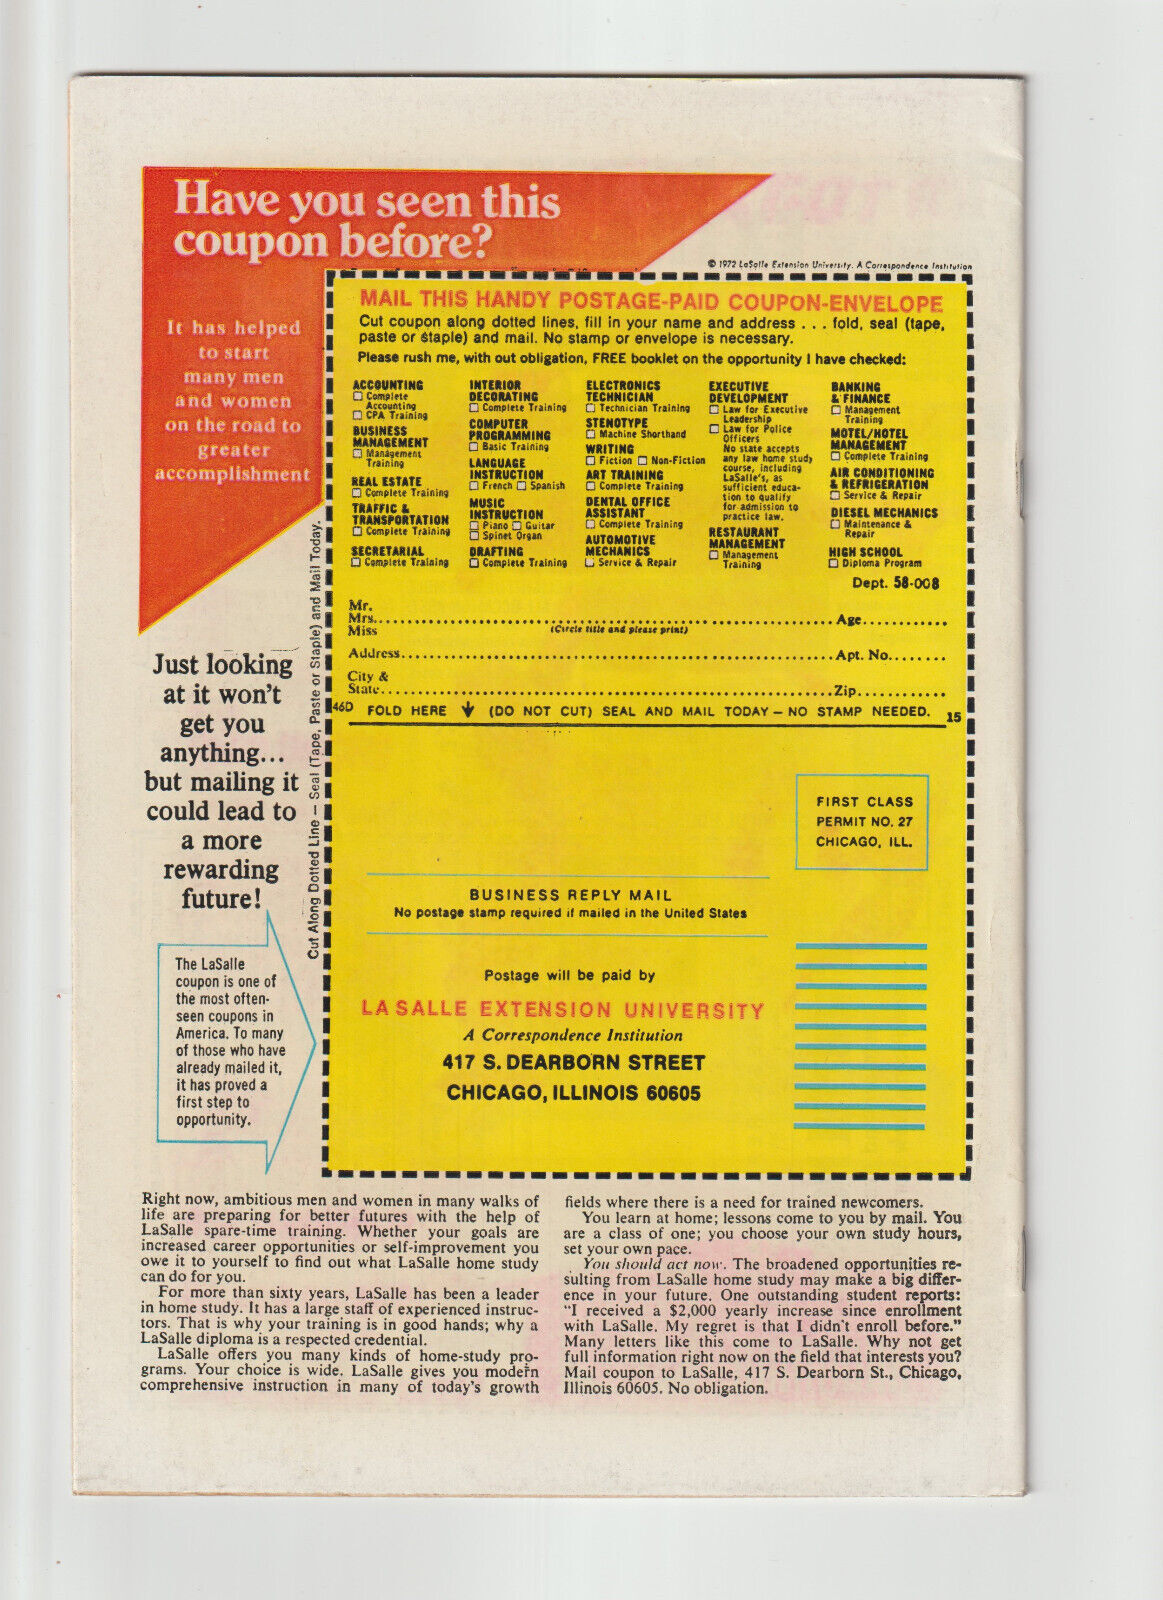 Have you seen this
coupon before?
© 1972 LaSalle Extension University. A Correspondence Institution
It has helped
to start
many men
and women
on the road to
greater
accomplishment
MAIL THIS HANDY POSTAGE-PAID COUPON-ENVELOPE
Cut coupon along dotted lines, fill in your name and address . . . fold, seal (tape,
paste or staple) and mail. No stamp or envelope is necessary.
Please rush me, with out obligation, FREE booklet on the opportunity I have checked:
ACCOUNTING
☐ Complete
Accounting
☐ CPA Training
BUSINESS
MANAGEMENT
☐ Management
Training
REAL ESTATE
☐ Complete Training
TRAFFIC &
TRANSPORTATION
☐ Complete Training
SECRETARIAL
☐ Complete Training
INTERIOR
DECORATING
☐ Complete Training
COMPUTER
PROGRAMMING
☐ Basic Training
LANGUAGE
INSTRUCTION
☐ French ☐ Spanish
MUSIC
INSTRUCTION
☐ Piano ☐ Guitar
☐ Spinet Organ
DRAFTING
☐ Complete Training
ELECTRONICS
TECHNICIAN
☐ Technician Training
STENOTYPE
☐ Machine Shorthand
WRITING
☐ Fiction ☐ Non-Fiction
ART TRAINING
☐ Complete Training
DENTAL OFFICE
ASSISTANT
☐ Complete Training
AUTOMOTIVE
MECHANICS
☐ Service & Repair
EXECUTIVE
DEVELOPMENT
☐ Law for Executive
Leadership
☐ Law for Police
Officers
No state accepts
any law home study
course, including
LaSalle's, as
sufficient educa-
tion to qualify
for admission to
practice law.
RESTAURANT
MANAGEMENT
☐ Management
Training
BANKING
& FINANCE
☐ Management
Training
MOTEL/HOTEL
MANAGEMENT
☐ Complete Training
AIR CONDITIONING
& REFRIGERATION
☐ Service & Repair
DIESEL MECHANICS
☐ Maintenance &
Repair
HIGH SCHOOL
☐ Diploma Program
Dept. 58-008
Mr.
Mrs. Age
Miss (Circle title and please print)
Address Apt. No.
City &
State Zip
46D FOLD HERE ↓ (DO NOT CUT) SEAL AND MAIL TODAY – NO STAMP NEEDED. 15
Cut Along Dotted Line – Seal (Tape, Paste or Staple) and Mail Today.
Just looking
at it won't
get you
anything...
but mailing it
could lead to
a more
rewarding
future!
The LaSalle
coupon is one of
the most often-
seen coupons in
America. To many
of those who have
already mailed it,
it has proved a
first step to
opportunity.
FIRST CLASS
PERMIT NO. 27
CHICAGO, ILL.
BUSINESS REPLY MAIL
No postage stamp required if mailed in the United States
Postage will be paid by
LA SALLE EXTENSION UNIVERSITY
A Correspondence Institution
417 S. DEARBORN STREET
CHICAGO, ILLINOIS 60605
Right now, ambitious men and women in many walks of
life are preparing for better futures with the help of
LaSalle spare-time training. Whether your goals are
increased career opportunities or self-improvement you
owe it to yourself to find out what LaSalle home study
can do for you.
For more than sixty years, LaSalle has been a leader
in home study. It has a large staff of experienced instruc-
tors. That is why your training is in good hands; why a
LaSalle diploma is a respected credential.
LaSalle offers you many kinds of home-study pro-
grams. Your choice is wide. LaSalle gives you modern
comprehensive instruction in many of today's growth
fields where there is a need for trained newcomers.
You learn at home; lessons come to you by mail. You
are a class of one; you choose your own study hours,
set your own pace.
You should act now. The broadened opportunities re-
sulting from LaSalle home study may make a big differ-
ence in your future. One outstanding student reports:
"I received a $2,000 yearly increase since enrollment
with LaSalle. My regret is that I didn't enroll before."
Many letters like this come to LaSalle. Why not get
full information right now on the field that interests you?
Mail coupon to LaSalle, 417 S. Dearborn St., Chicago,
Illinois 60605. No obligation.